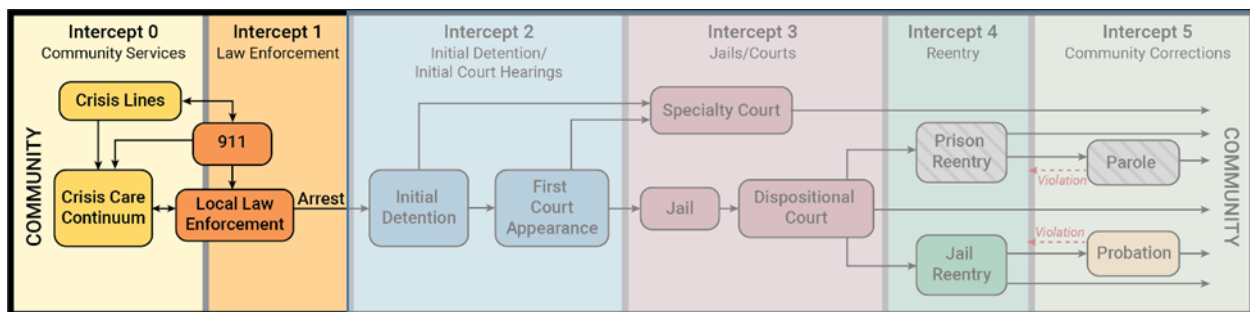 Intercept 0
Community Services
Intercept 1
Law Enforcement
Intercept 2
Initial Detention/
Initial Court Hearings
Intercept 3
Jails/Courts
Intercept 4
Reentry
Intercept 5
Community Corrections
COMMUNITY
Crisis Lines
911
Crisis Care
Continuum
Local Law
Enforcement
Arrest
Initial
Detention
First
Court
Appearance
Specialty Court
Jail
Dispositional
Court
Prison
Reentry
Violation
Parole
Jail
Reentry
Violation
Probation
COMMUNITY